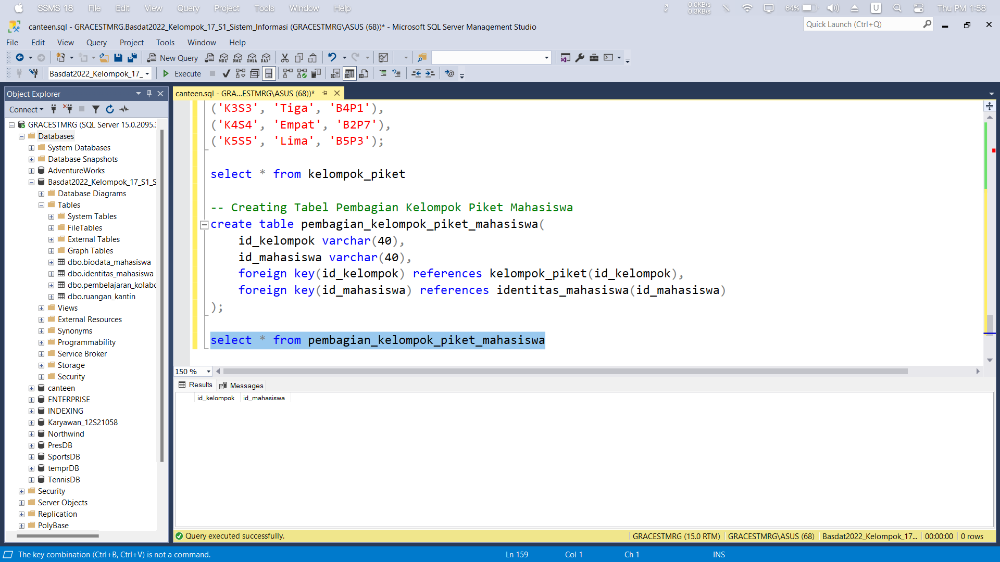 SSMS 18 File Edit View Query Project Tools Window Help 0.0KB/s 0.3KB/s 64% U Thu PM 1:58
canteen.sql - GRACESTMRG.Basdat2022_Kelompok_17_S1_Sistem_Informasi (GRACESTMRG\ASUS (68))* - Microsoft SQL Server Management Studio
Quick Launch (Ctrl+Q)
File Edit View Query Project Tools Window Help
New Query MDX DMX XMLA DAX
Basdat2022_Kelompok_17_ Execute
Object Explorer
Connect
GRACESTMRG (SQL Server 15.0.2095.3
Databases
System Databases
Database Snapshots
AdventureWorks
Basdat2022_Kelompok_17_S1_S
Database Diagrams
Tables
System Tables
FileTables
External Tables
Graph Tables
dbo.biodata_mahasiswa
dbo.identitas_mahasiswa
dbo.pembelajaran_kolabo
dbo.ruangan_kantin
Views
External Resources
Synonyms
Programmability
Service Broker
Storage
Security
canteen
ENTERPRISE
INDEXING
Karyawan_12S21058
Northwind
PresDB
SportsDB
temprDB
TennisDB
Security
Server Objects
Replication
PolyBase
canteen.sql - GRA...ESTMRG\ASUS (68))*
('K3S3', 'Tiga', 'B4P1'),
('K4S4', 'Empat', 'B2P7'),
('K5S5', 'Lima', 'B5P3');
select * from kelompok_piket
-- Creating Tabel Pembagian Kelompok Piket Mahasiswa
create table pembagian_kelompok_piket_mahasiswa(
id_kelompok varchar(40),
id_mahasiswa varchar(40),
foreign key(id_kelompok) references kelompok_piket(id_kelompok),
foreign key(id_mahasiswa) references identitas_mahasiswa(id_mahasiswa)
);
select * from pembagian_kelompok_piket_mahasiswa
150 %
Results Messages
id_kelompok id_mahasiswa
Query executed successfully. GRACESTMRG (15.0 RTM) GRACESTMRG\ASUS (68) Basdat2022_Kelompok_17... 00:00:00 0 rows
The key combination (Ctrl+B, Ctrl+V) is not a command. Ln 159 Col 1 Ch 1 INS